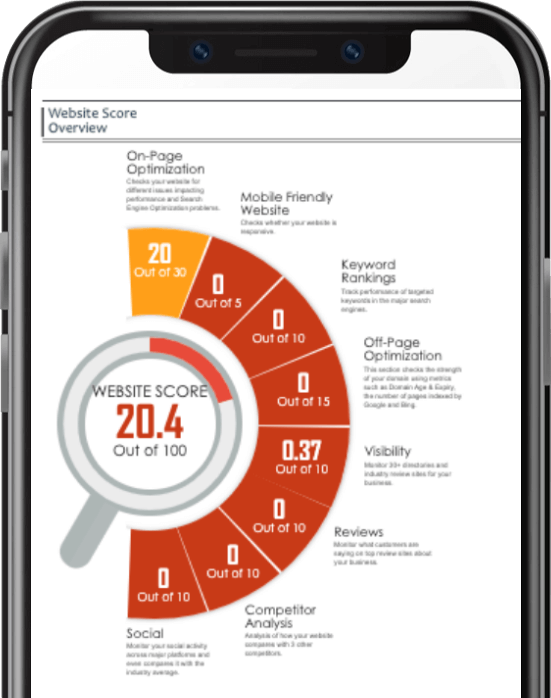 Website Score
Overview
On-Page
Optimization
Checks your website for
different issues impacting
performance and Search
Engine Optimization problems.
Mobile Friendly
Website
Checks whether your website is
responsive.
Keyword
Rankings
Track performance of targeted
keywords in the major search
engines.
Off-Page
Optimization
This section checks the strength
of your domain using metrics
such as Domain Age & Expiry,
the number of pages indexed by
Google and Bing.
Visibility
Monitor 20+ directories and
industry review sites for your
business.
Reviews
Monitor what customers are
saying on top review sites about
your business.
Competitor
Analysis
Analysis of how your website
compares with 3 other
competitors.
Social
Monitor your social activity
across major platforms and
even compares it with the
industry average.
20
Out of 30
0
Out of 5
0
Out of 10
0
Out of 15
0.37
Out of 10
0
Out of 10
0
Out of 10
0
Out of 10
WEBSITE SCORE
20.4
Out of 100